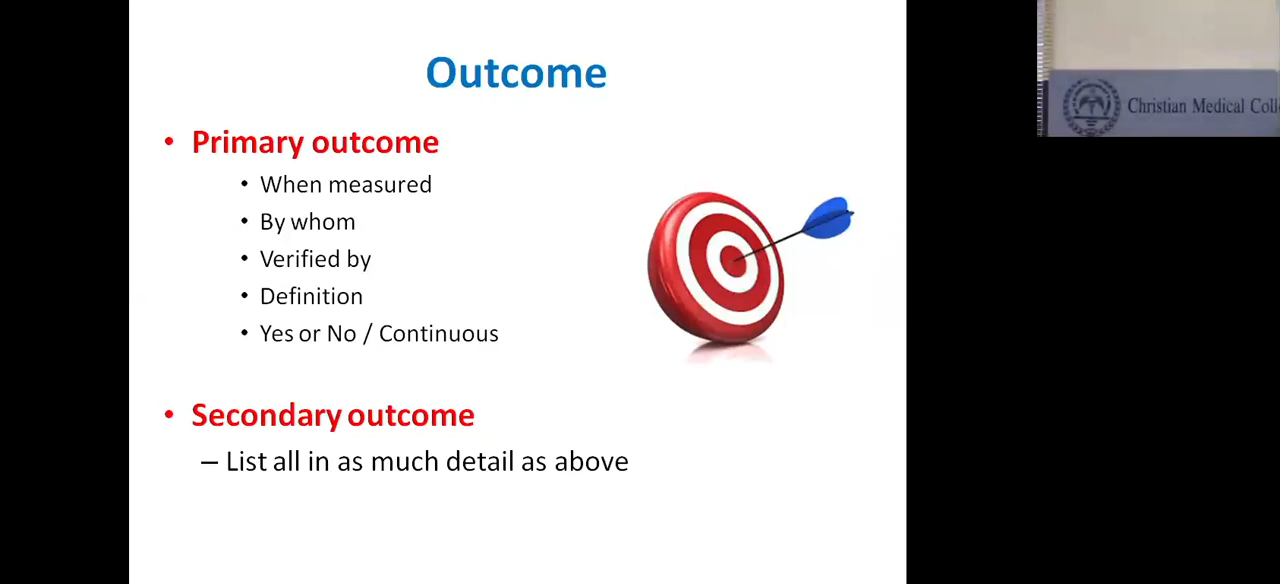 Outcome
• Primary outcome
• When measured
• By whom
• Verified by
• Definition
• Yes or No / Continuous
• Secondary outcome
– List all in as much detail as above
Christian Medical Coll